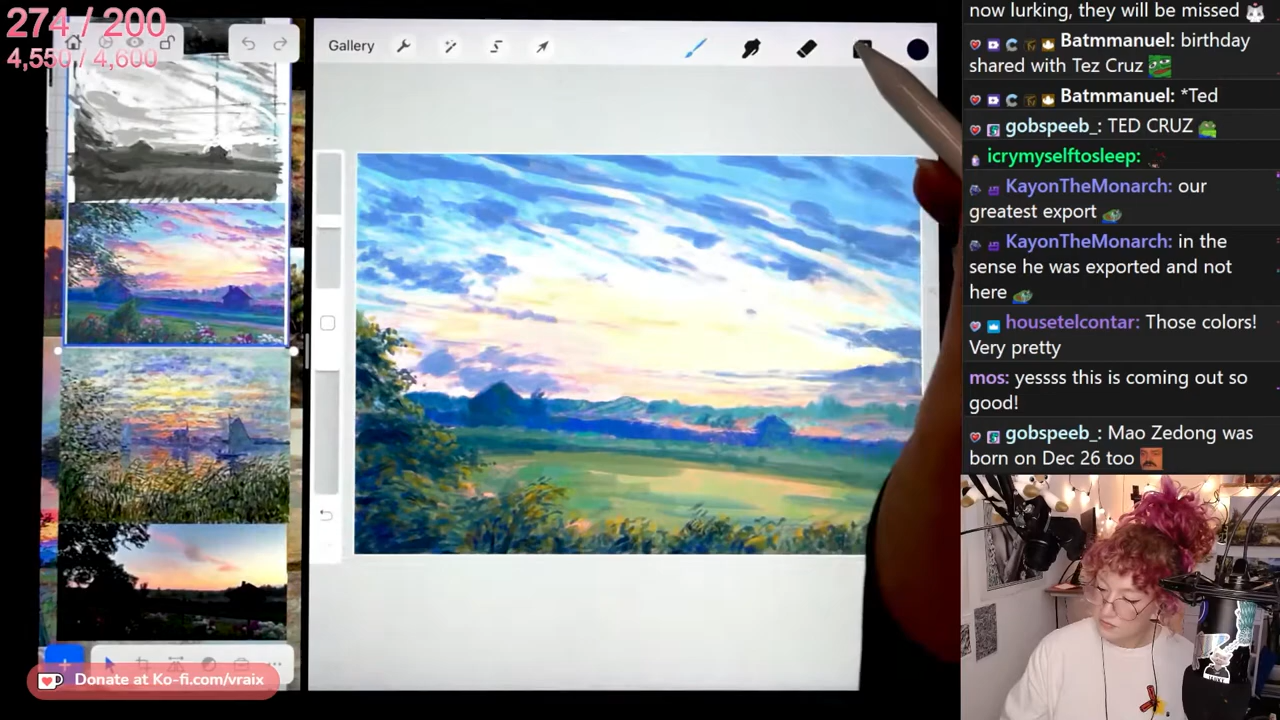 274 / 200
4,550 / 4,600
Gallery
Donate at Ko-fi.com/vraix
now lurking, they will be missed
Batmmanuel: birthday
shared with Tez Cruz
Batmmanuel: *Ted
gobspeeb_: TED CRUZ
icrymyselftosleep:
KayonTheMonarch: our
greatest export
KayonTheMonarch: in the
sense he was exported and not
here
housetelcontar: Those colors!
Very pretty
mos: yessss this is coming out so
good!
gobspeeb_: Mao Zedong was
born on Dec 26 too